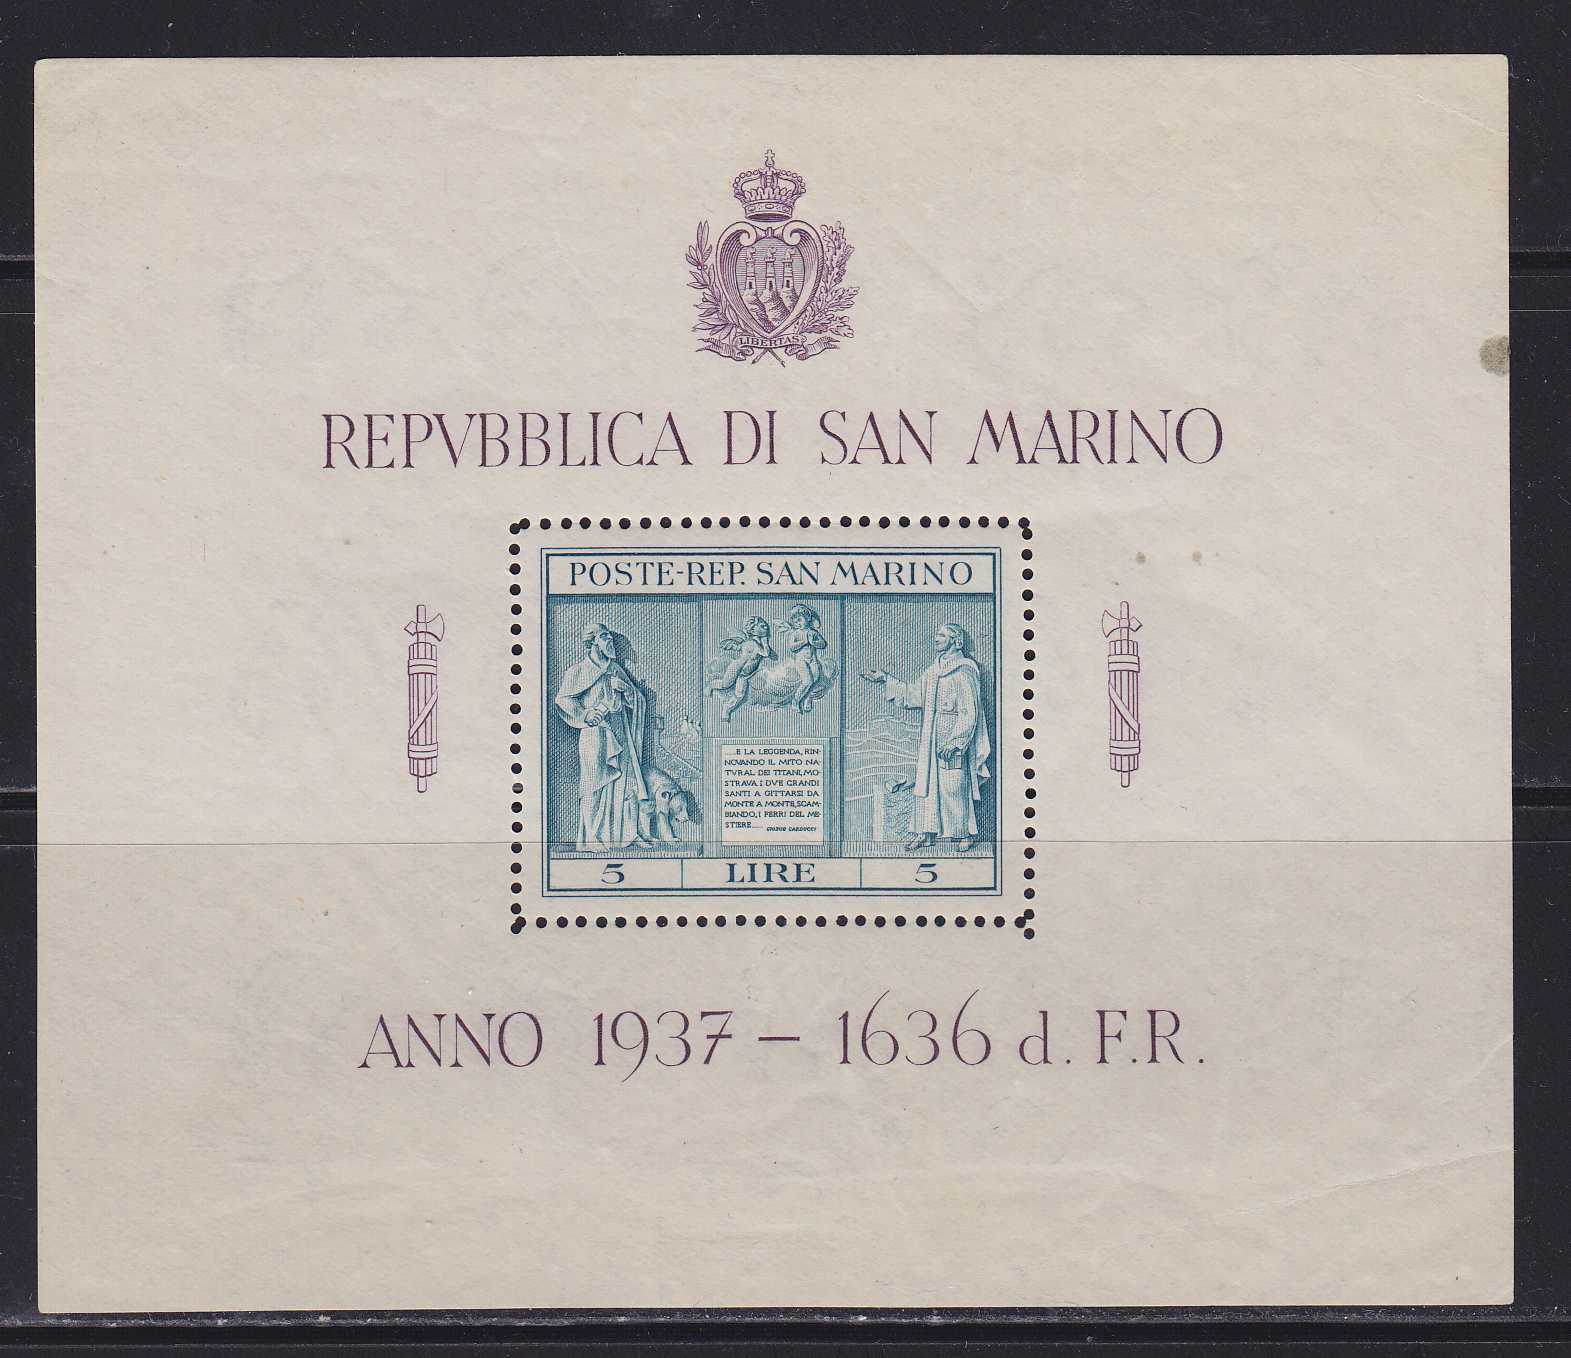 LIBERTAS
REPVBBLICA DI SAN MARINO
POSTE-REP. SAN MARINO
.....E LA LEGGENDA, RIN-
NOVANDO IL MITO NA-
TVRAL DEI TITANI, MO-
STRAVA I DVE GRANDI
SANTI A GITTARSI DA
MONTE A MONTE, SCAM-
BIANDO, I FERRI DEL ME-
STIERE..... GIOSUE CARDUCCI
5 LIRE 5
ANNO 1937 – 1636 d. F.R.